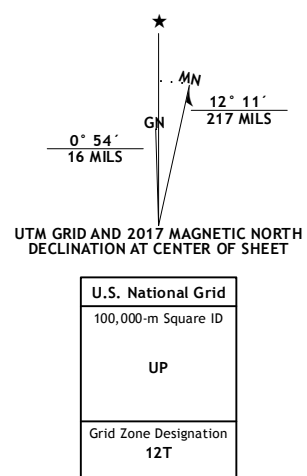 ★
MN
GN
12° 11´
217 MILS
0° 54´
16 MILS
UTM GRID AND 2017 MAGNETIC NORTH
DECLINATION AT CENTER OF SHEET
U.S. National Grid
100,000-m Square ID
UP
Grid Zone Designation
12T